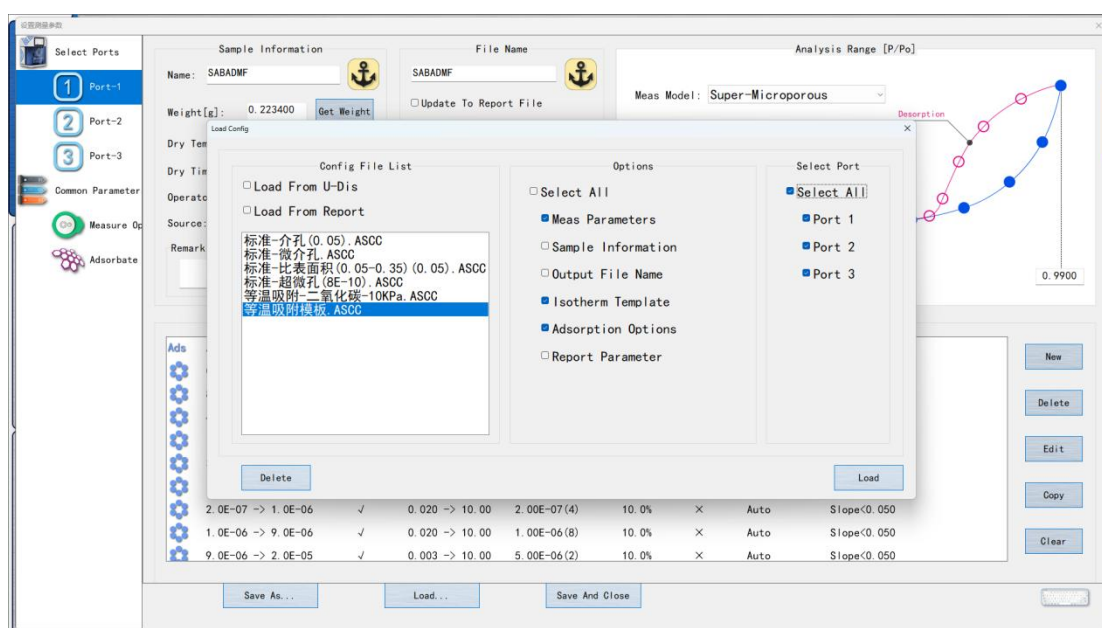 设置测量参数
Select Ports
1 Port-1
2 Port-2
3 Port-3
Common Parameter
Measure Op
Adsorbate
Sample Information
Name: SABADMF
Weight[g]: 0.223400 Get Weight
Dry Tem
Dry Tim
Operato
Source:
Remark
File Name
SABADMF
Update To Report File
Analysis Range [P/Po]
Meas Model: Super-Microporous
Desorption
0.9900
Load Config
Config File List
Load From U-Dis
Load From Report
标准-介孔(0.05).ASCC
标准-微介孔.ASCC
标准-比表面积(0.05-0.35)(0.05).ASCC
标准-超微孔(8E-10).ASCC
等温吸附-二氧化碳-10KPa.ASCC
等温吸附模板.ASCC
Delete
Options
Select All
Meas Parameters
Sample Information
Output File Name
Isotherm Template
Adsorption Options
Report Parameter
Select Port
Select All
Port 1
Port 2
Port 3
Load
Ads
2.0E-07 -> 1.0E-06 √ 0.020 -> 10.00 2.00E-07(4) 10.0% × Auto Slope<0.050
1.0E-06 -> 9.0E-06 √ 0.020 -> 10.00 1.00E-06(8) 10.0% × Auto Slope<0.050
9.0E-06 -> 2.0E-05 √ 0.003 -> 10.00 5.00E-06(2) 10.0% × Auto Slope<0.050
New
Delete
Edit
Copy
Clear
Save As... Load... Save And Close